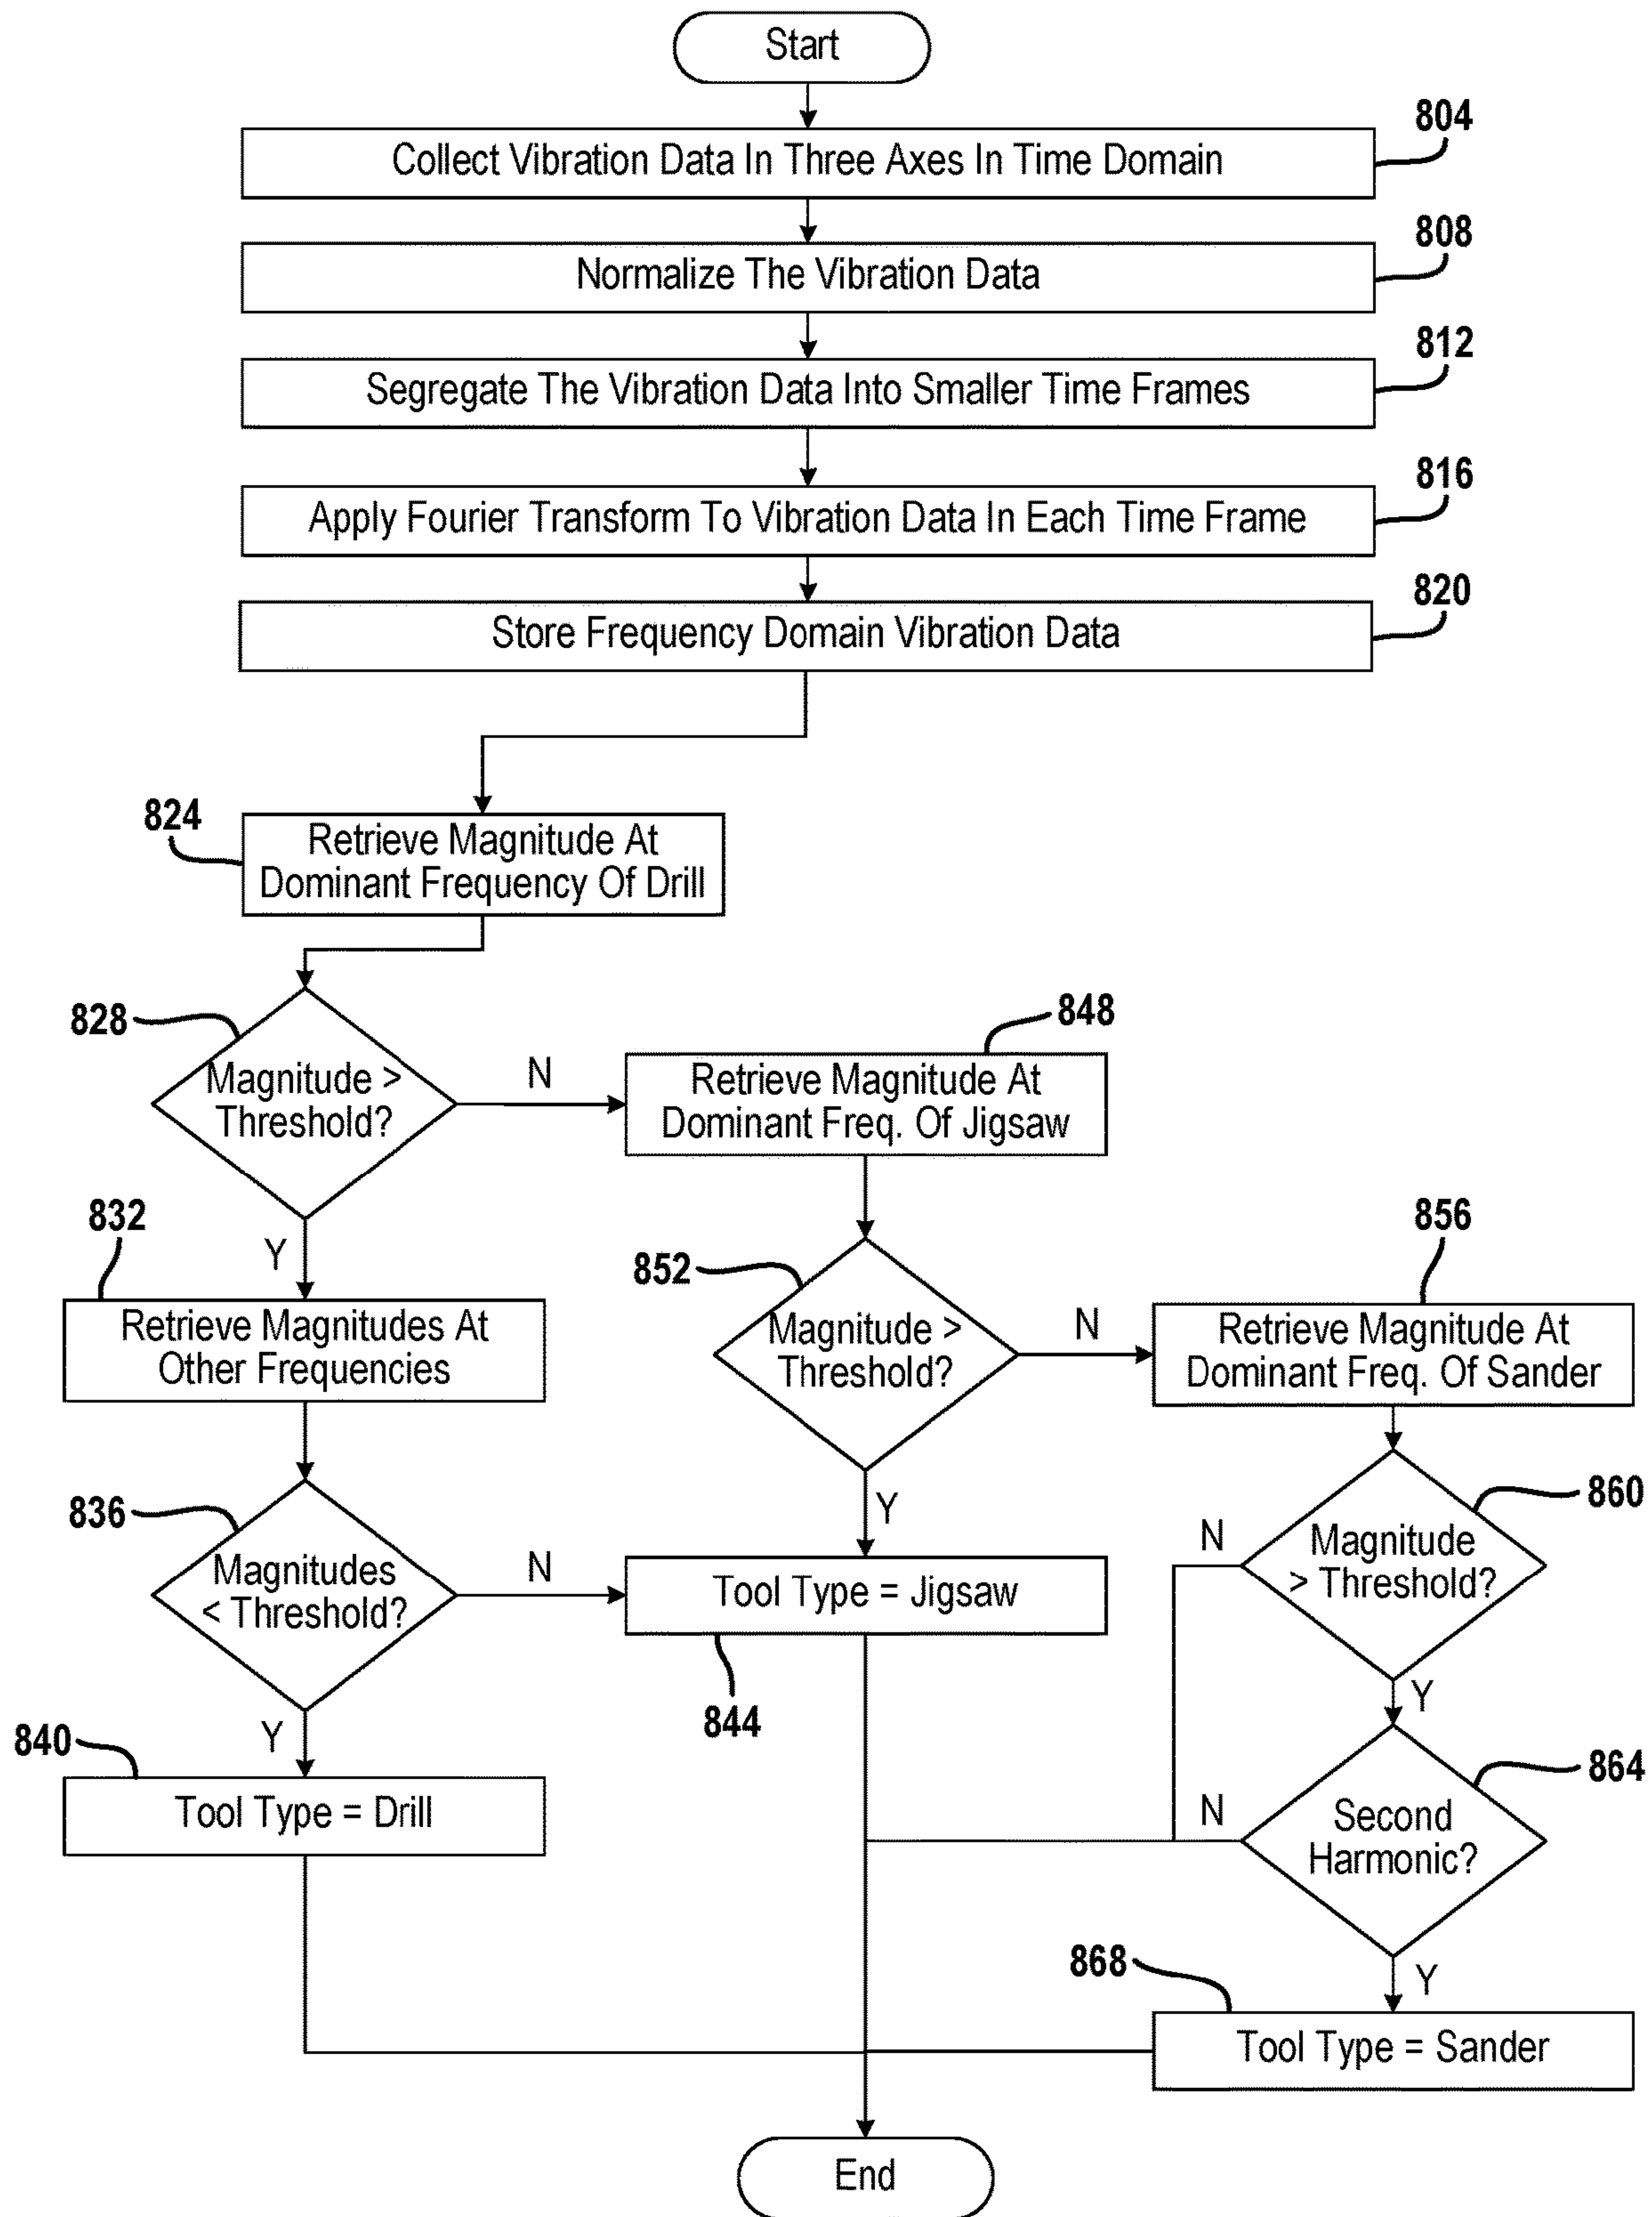 Start
804
Collect Vibration Data In Three Axes In Time Domain
808
Normalize The Vibration Data
812
Segregate The Vibration Data Into Smaller Time Frames
816
Apply Fourier Transform To Vibration Data In Each Time Frame
820
Store Frequency Domain Vibration Data
824
Retrieve Magnitude At
Dominant Frequency Of Drill
828
Magnitude >
Threshold?
N
Y
848
Retrieve Magnitude At
Dominant Freq. Of Jigsaw
832
Retrieve Magnitudes At
Other Frequencies
852
Magnitude >
Threshold?
N
Y
856
Retrieve Magnitude At
Dominant Freq. Of Sander
836
Magnitudes
< Threshold?
N
Y
Tool Type = Jigsaw
844
860
Magnitude
> Threshold?
N
Y
840
Tool Type = Drill
864
Second
Harmonic?
N
Y
868
Tool Type = Sander
End